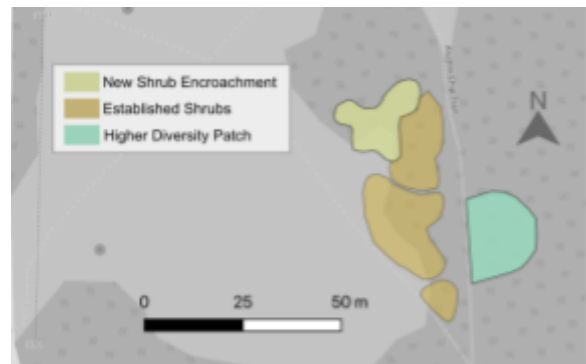 New Shrub Encroachment
Established Shrubs
Higher Diversity Patch
N
0 25 50 m